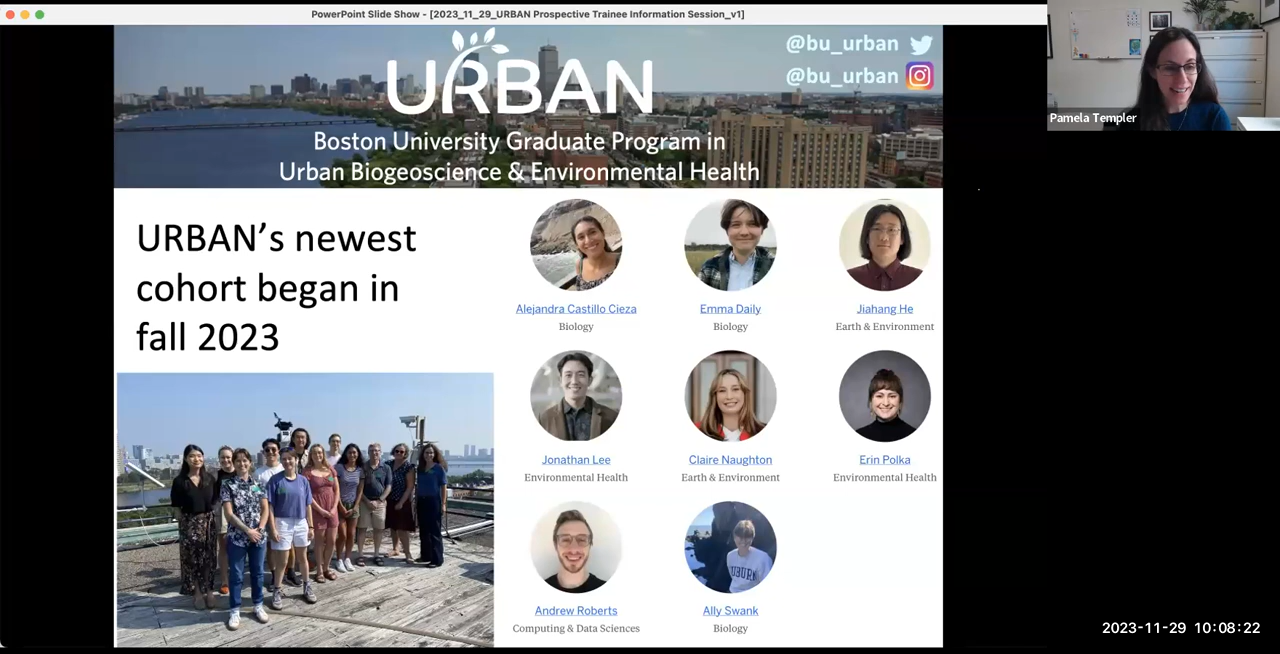 PowerPoint Slide Show - [2023_11_29_URBAN Prospective Trainee Information Session_v1]
URBAN
@bu_urban
@bu_urban
Boston University Graduate Program in
Urban Biogeoscience & Environmental Health
Pamela Templer
URBAN's newest
cohort began in
fall 2023
Alejandra Castillo Cieza
Biology
Emma Daily
Biology
Jiahang He
Earth & Environment
Jonathan Lee
Environmental Health
Claire Naughton
Earth & Environment
Erin Polka
Environmental Health
Andrew Roberts
Computing & Data Sciences
Ally Swank
Biology
2023-11-29 10:08:22